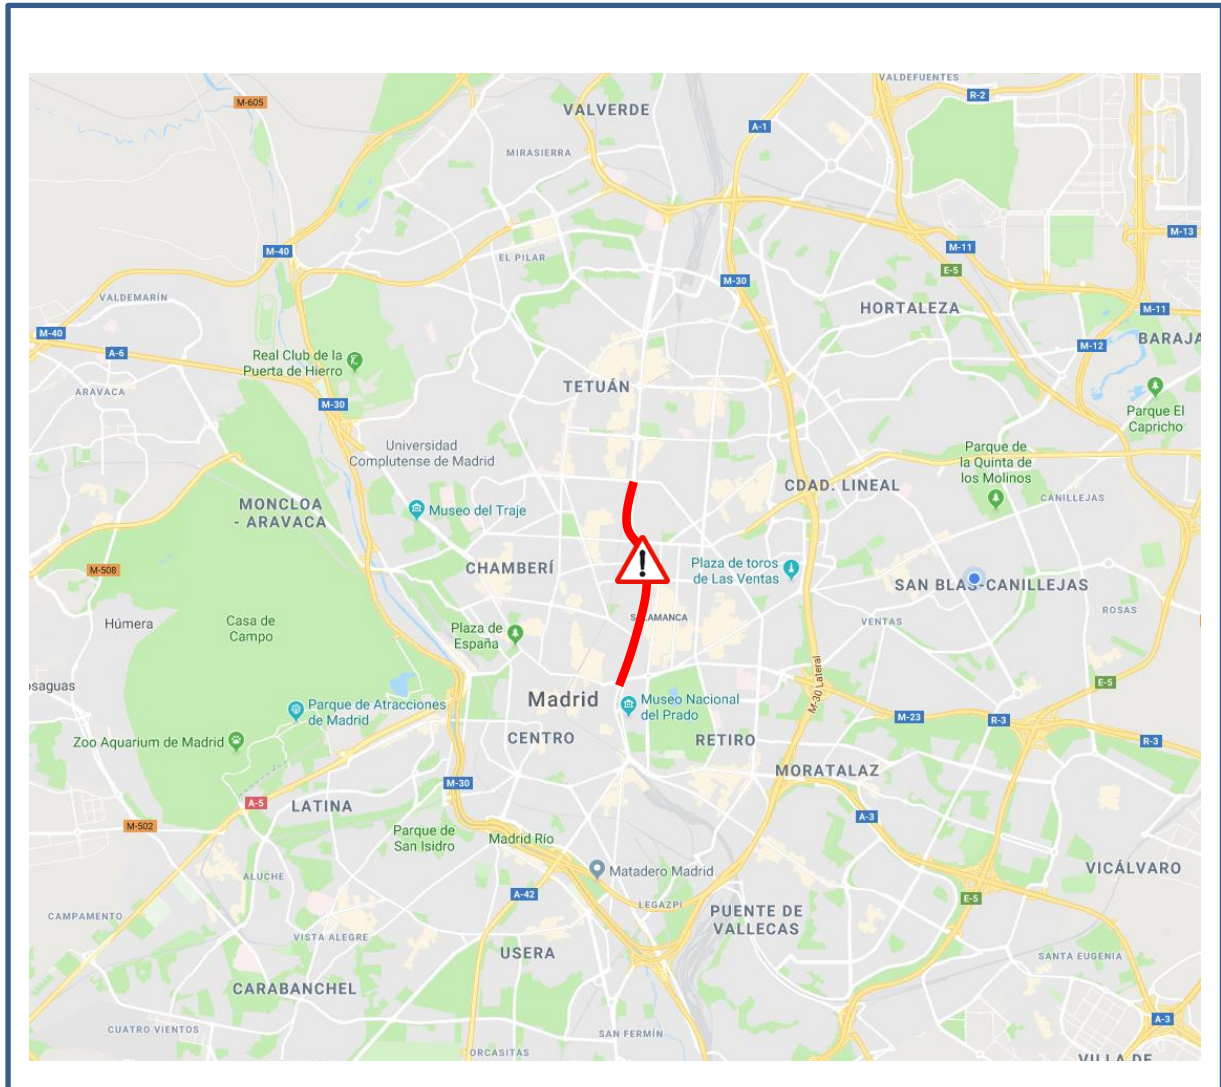 VALDEFUENTES
R-2
M-605
VALVERDE
A-1
MIRASIERRA
M-13
M-40
EL PILAR
M-11
E-5
M-30
VALDEMARÍN
HORTALEZA
M-11
M-40
A-6
Real Club de la
Puerta de Hierro
M-12
BARAJA
ARAVACA
TETUÁN
M-30
Parque El
Capricho
Universidad
Complutense de Madrid
Parque de
la Quinta de
los Molinos
CDAD. LINEAL
CANILLEJAS
MONCLOA
- ARAVACA
Museo del Traje
!
M-508
CHAMBERÍ
Plaza de toros
de Las Ventas
SAN BLAS-CANILLEJAS
ROSAS
Húmera
Casa de
Campo
Plaza de
España
VENTAS
osaguas
M-30 Lateral
E-5
Madrid
Museo Nacional
del Prado
Parque de Atracciones
de Madrid
M-23
R-3
Zoo Aquarium de Madrid
CENTRO
RETIRO
R-3
MORATALAZ
M-30
A-5
LATINA
M-502
A-3
Parque de
San Isidro
Madrid Río
Matadero Madrid
VICÁLVARO
ALUCHE
A-42
LEGAZPI
E-5
CAMPAMENTO
PUENTE DE
VALLECAS
VISTA ALEGRE
USERA
SANTA EUGENIA
CARABANCHEL
A-3
CUATRO VIENTOS
SAN FERMÍN
ORCASITAS
VILLA DE